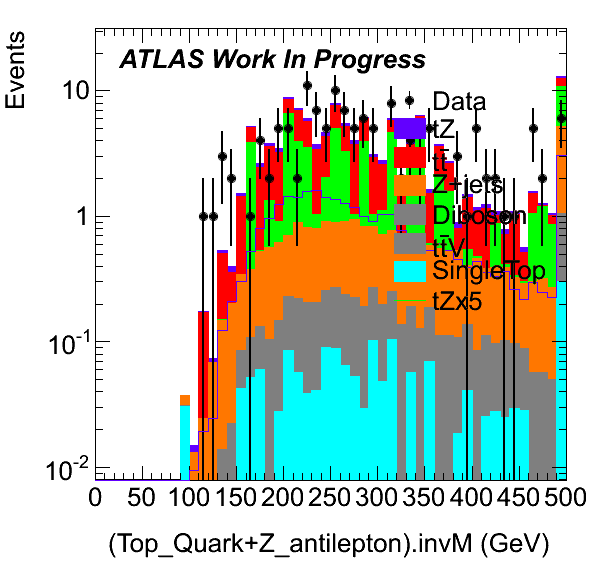 Events
ATLAS Work In Progress
10
1
10⁻¹
10⁻²
Data
tZ
tt̄
Z+jets
Diboson
tt̄V
SingleTop
tZx5
0 50 100 150 200 250 300 350 400 450 500
(Top_Quark+Z_antilepton).invM (GeV)